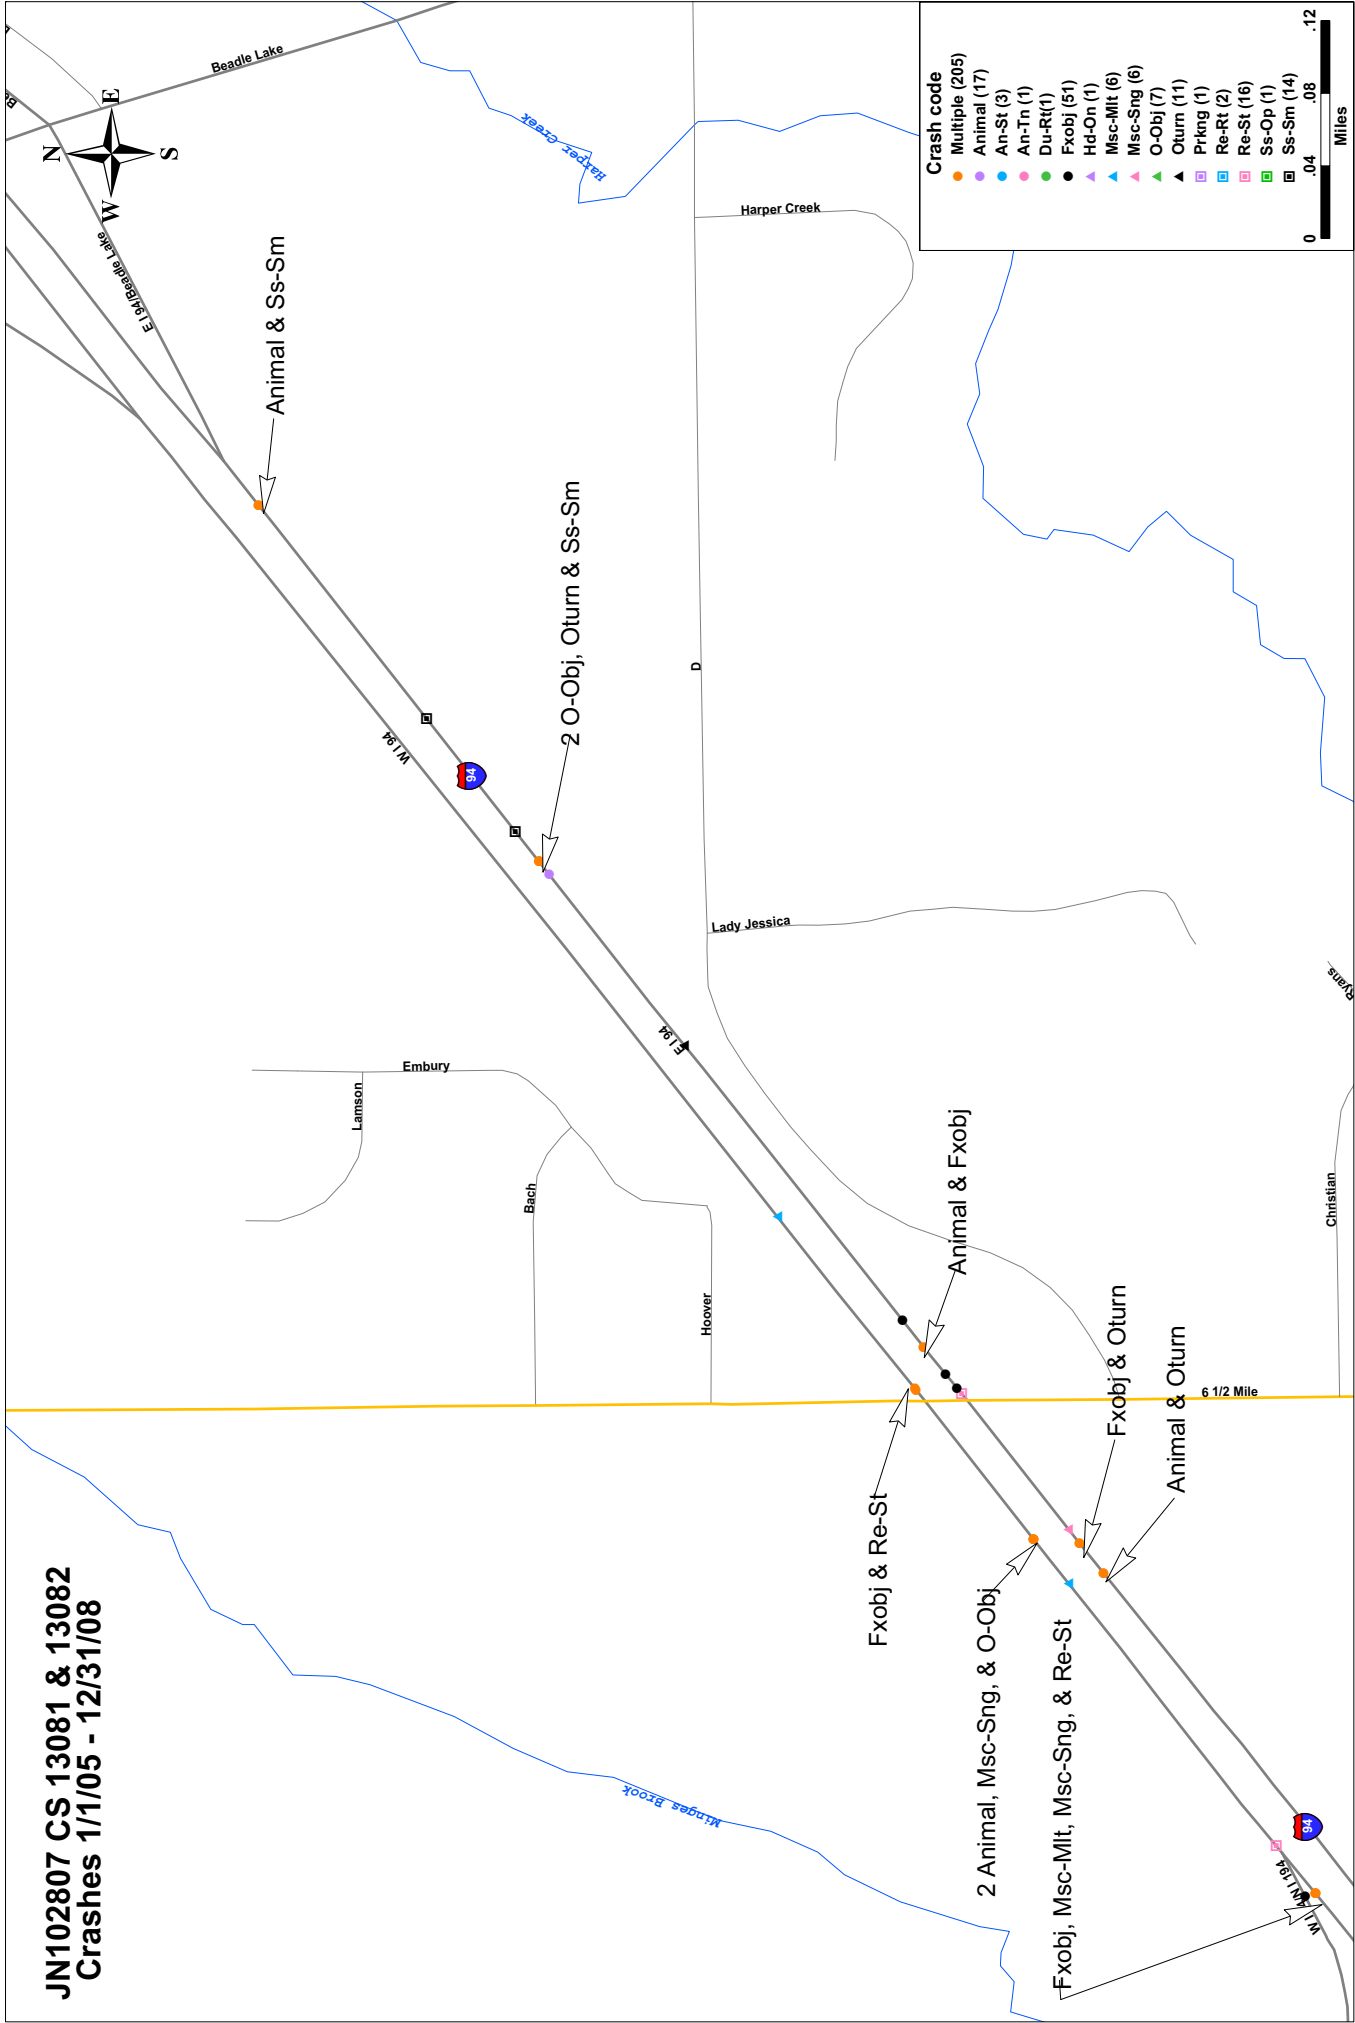 JN102807 CS 13081 & 13082
Crashes 1/1/05 - 12/31/08
N
E
S
W
Beadle Lake
E I 94/Beadle Lake
Harper Creek
Harper Creek
Animal & Ss-Sm
W I 94
94
2 O-Obj, Oturn & Ss-Sm
D
Lady Jessica
Ryans
E I 94
Embury
Lamson
Bach
Hoover
Christian
Animal & Fxobj
6 1/2 Mile
Fxobj & Oturn
Animal & Oturn
Fxobj & Re-St
2 Animal, Msc-Sng, & O-Obj
Fxobj, Msc-Mlt, Msc-Sng, & Re-St
Minges Brook
94
Crash code
Multiple (205)
Animal (17)
An-St (3)
An-Tn (1)
Du-Rt(1)
Fxobj (51)
Hd-On (1)
Msc-Mlt (6)
Msc-Sng (6)
O-Obj (7)
Oturn (11)
Prkng (1)
Re-Rt (2)
Re-St (16)
Ss-Op (1)
Ss-Sm (14)
0 .04 .08 .12
Miles